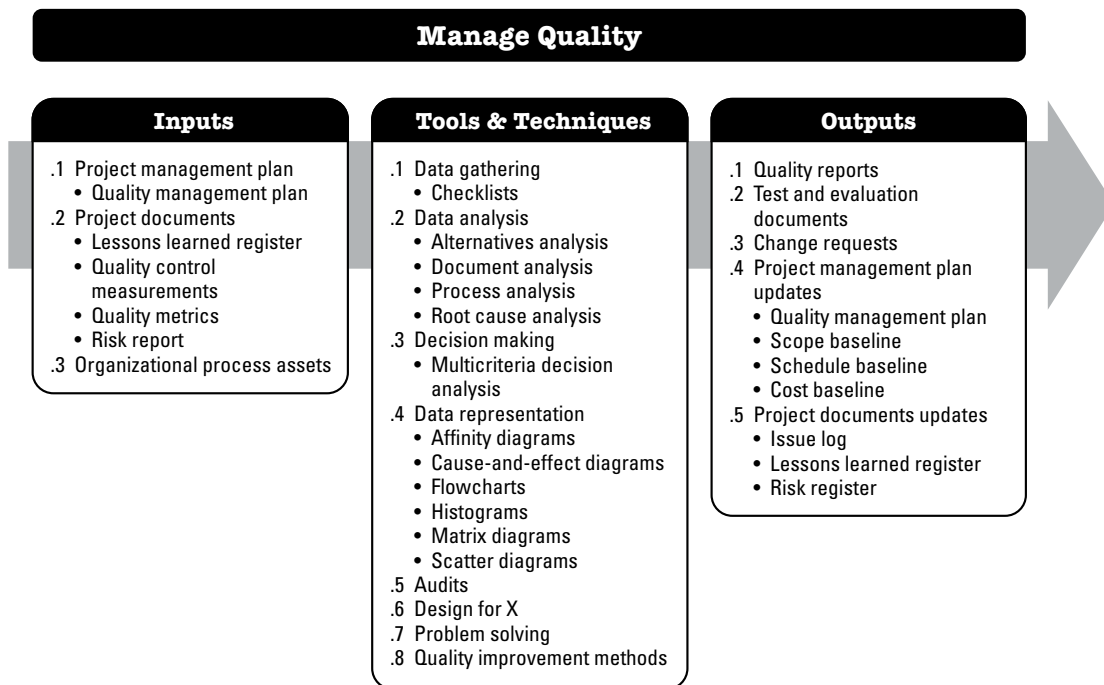 Manage Quality
Inputs
.1 Project management plan
• Quality management plan
.2 Project documents
• Lessons learned register
• Quality control
measurements
• Quality metrics
• Risk report
.3 Organizational process assets
Tools & Techniques
.1 Data gathering
• Checklists
.2 Data analysis
• Alternatives analysis
• Document analysis
• Process analysis
• Root cause analysis
.3 Decision making
• Multicriteria decision
analysis
.4 Data representation
• Affinity diagrams
• Cause-and-effect diagrams
• Flowcharts
• Histograms
• Matrix diagrams
• Scatter diagrams
.5 Audits
.6 Design for X
.7 Problem solving
.8 Quality improvement methods
Outputs
.1 Quality reports
.2 Test and evaluation
documents
.3 Change requests
.4 Project management plan
updates
• Quality management plan
• Scope baseline
• Schedule baseline
• Cost baseline
.5 Project documents updates
• Issue log
• Lessons learned register
• Risk register